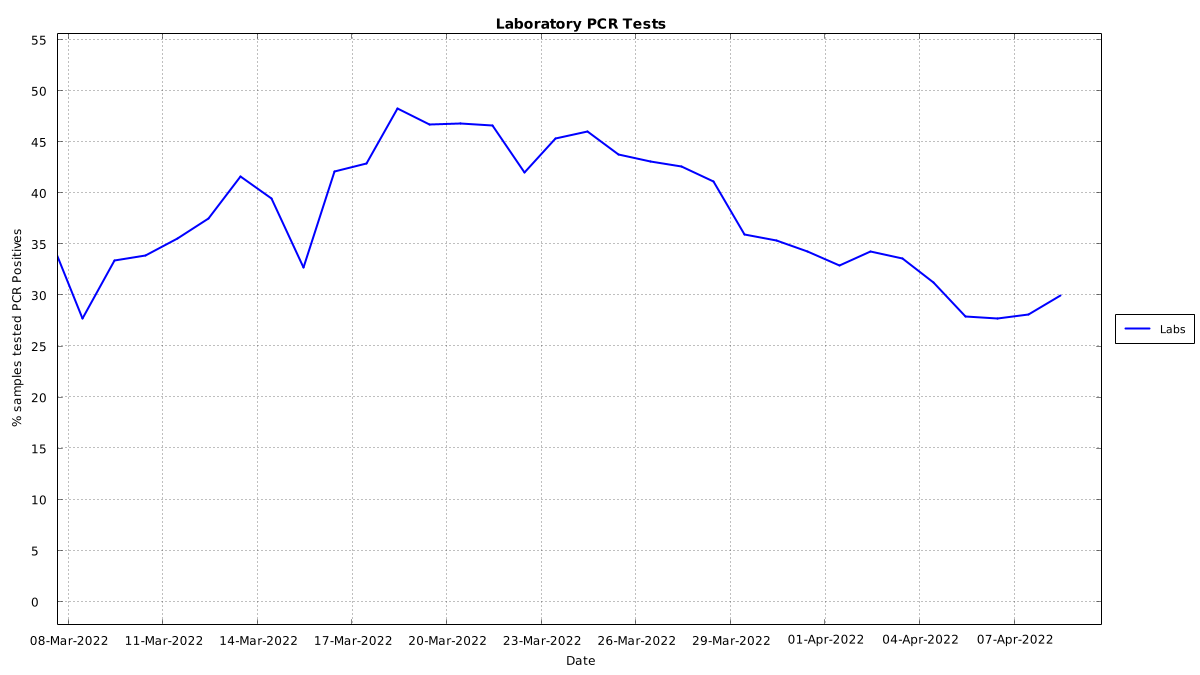 Laboratory PCR Tests
% samples tested PCR Positives
55
50
45
40
35
30
25
20
15
10
5
0
08-Mar-2022 11-Mar-2022 14-Mar-2022 17-Mar-2022 20-Mar-2022 23-Mar-2022 26-Mar-2022 29-Mar-2022 01-Apr-2022 04-Apr-2022 07-Apr-2022
Date
Labs